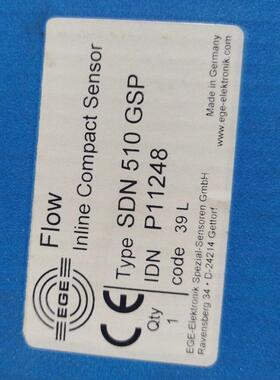 EGE
Flow
Inline Compact Sensor
Made in Germany
www.ege-elektronik.com
CE Type SDN 510 GSP
IDN P11248
Qty code 39 L
1
EGE-Elektronik Spezial-Sensoren GmbH
Ravensberg 34 • D-24214 Gettorf